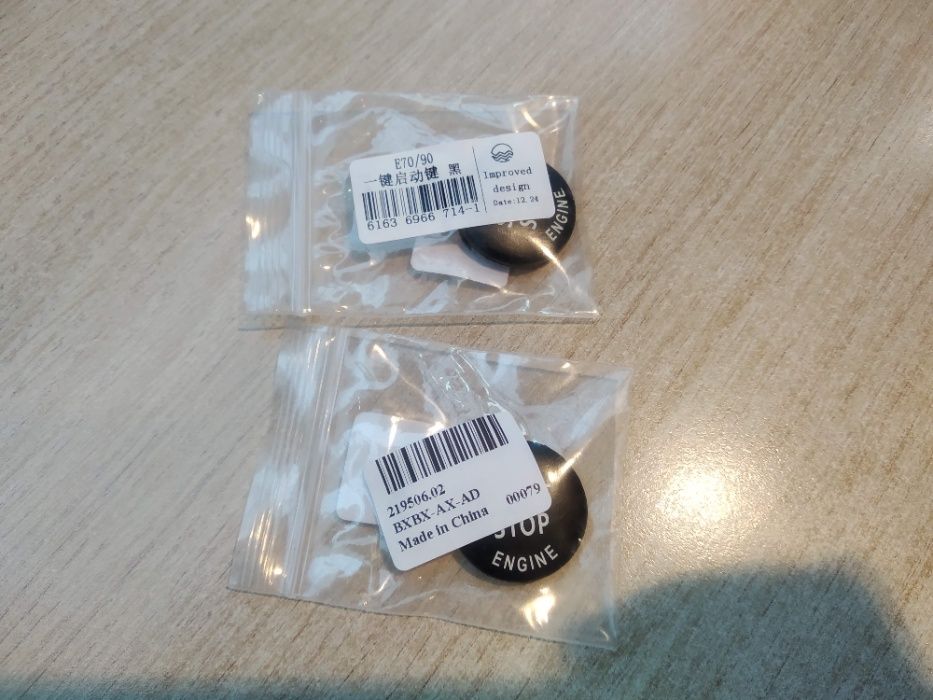 E70/90
一键启动键 黑
6163 6966 714-1
Improved
design
Date:12.24
ENGINE
219506.02
BXBX-AX-AD 00079
Made in China
STOP
ENGINE